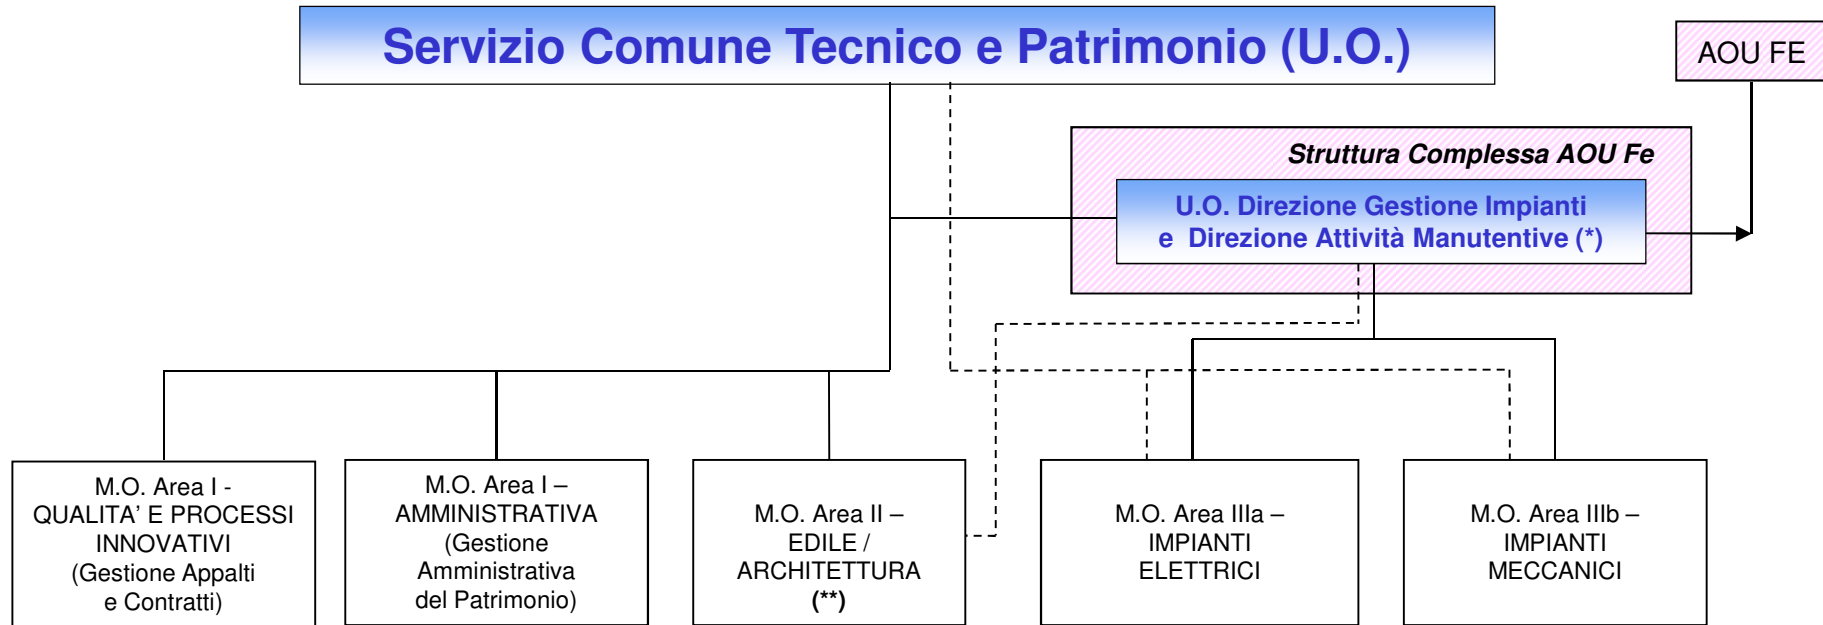 Servizio Comune Tecnico e Patrimonio (U.O.)
AOU FE
Struttura Complessa AOU Fe
U.O. Direzione Gestione Impianti
e Direzione Attività Manutentive (*)
M.O. Area I -
QUALITA' E PROCESSI
INNOVATIVI
(Gestione Appalti
e Contratti)
M.O. Area I –
AMMINISTRATIVA
(Gestione
Amministrativa
del Patrimonio)
M.O. Area II –
EDILE /
ARCHITETTURA
(**)
M.O. Area IIIa –
IMPIANTI
ELETTRICI
M.O. Area IIIb –
IMPIANTI
MECCANICI